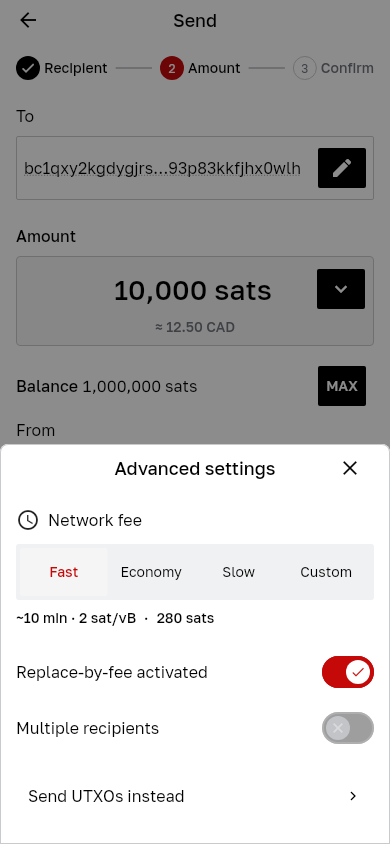 Send
Recipient 2 Amount 3 Confirm
To
bc1qxy2kgdygjrs...93p83kkfjhx0wlh
Amount
10,000 sats
≈ 12.50 CAD
Balance 1,000,000 sats MAX
From
Advanced settings
Network fee
Fast Economy Slow Custom
~10 min · 2 sat/vB · 280 sats
Replace-by-fee activated
Multiple recipients
Send UTXOs instead